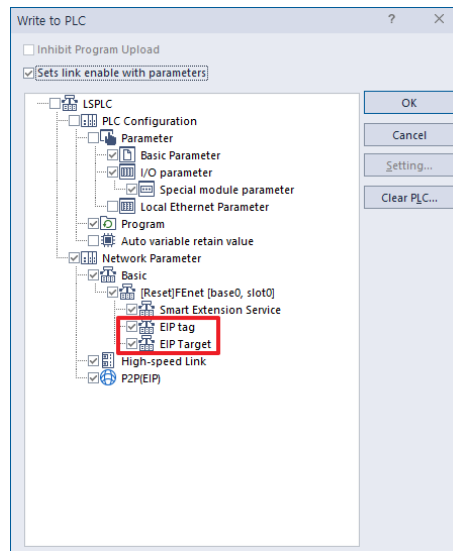 Write to PLC
Inhibit Program Upload
Sets link enable with parameters
LSPLC
PLC Configuration
Parameter
Basic Parameter
I/O parameter
Special module parameter
Local Ethernet Parameter
Program
Auto variable retain value
Network Parameter
Basic
[Reset]FEnet [base0, slot0]
Smart Extension Service
EIP tag
EIP Target
High-speed Link
P2P(EIP)
OK
Cancel
Setting...
Clear PLC...